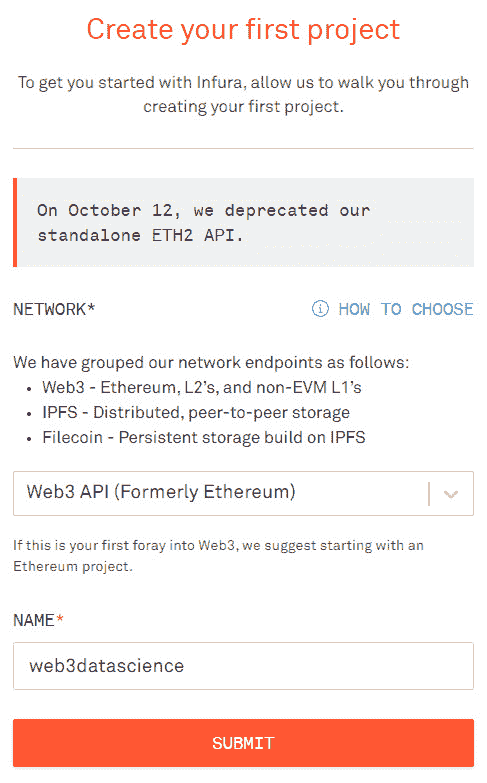 Create your first project
To get you started with Infura, allow us to walk you through
creating your first project.
On October 12, we deprecated our
standalone ETH2 API.
NETWORK*
HOW TO CHOOSE
We have grouped our network endpoints as follows:
• Web3 - Ethereum, L2's, and non-EVM L1's
• IPFS - Distributed, peer-to-peer storage
• Filecoin - Persistent storage build on IPFS
Web3 API (Formerly Ethereum)
If this is your first foray into Web3, we suggest starting with an
Ethereum project.
NAME*
web3datascience
SUBMIT